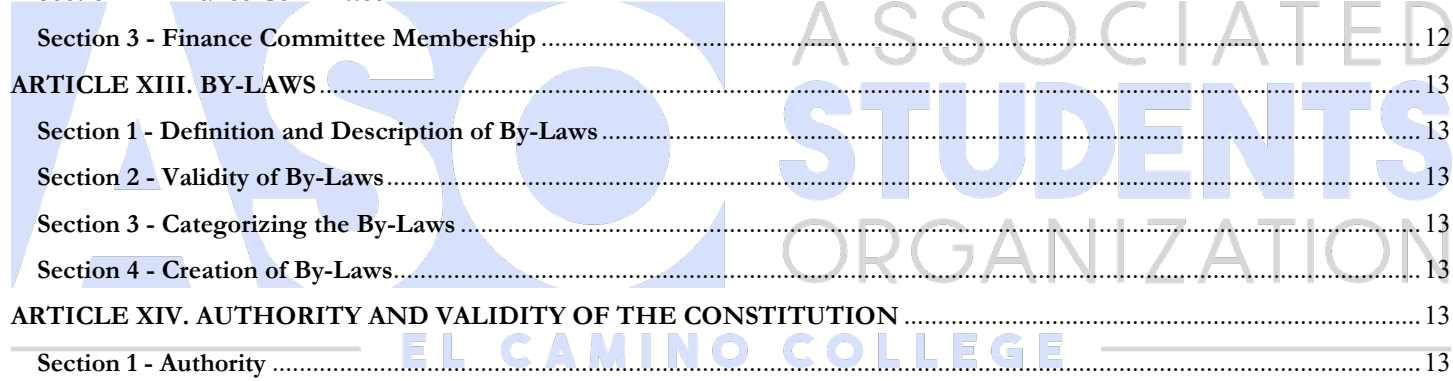 Section 3 - Finance Committee Membership ........ 12
ARTICLE XIII. BY-LAWS ........ 13
Section 1 - Definition and Description of By-Laws ........ 13
Section 2 - Validity of By-Laws ........ 13
Section 3 - Categorizing the By-Laws ........ 13
Section 4 - Creation of By-Laws ........ 13
ARTICLE XIV. AUTHORITY AND VALIDITY OF THE CONSTITUTION ........ 13
Section 1 - Authority ........ 13
ASO
ASSOCIATED
STUDENTS
ORGANIZATION
EL CAMINO COLLEGE